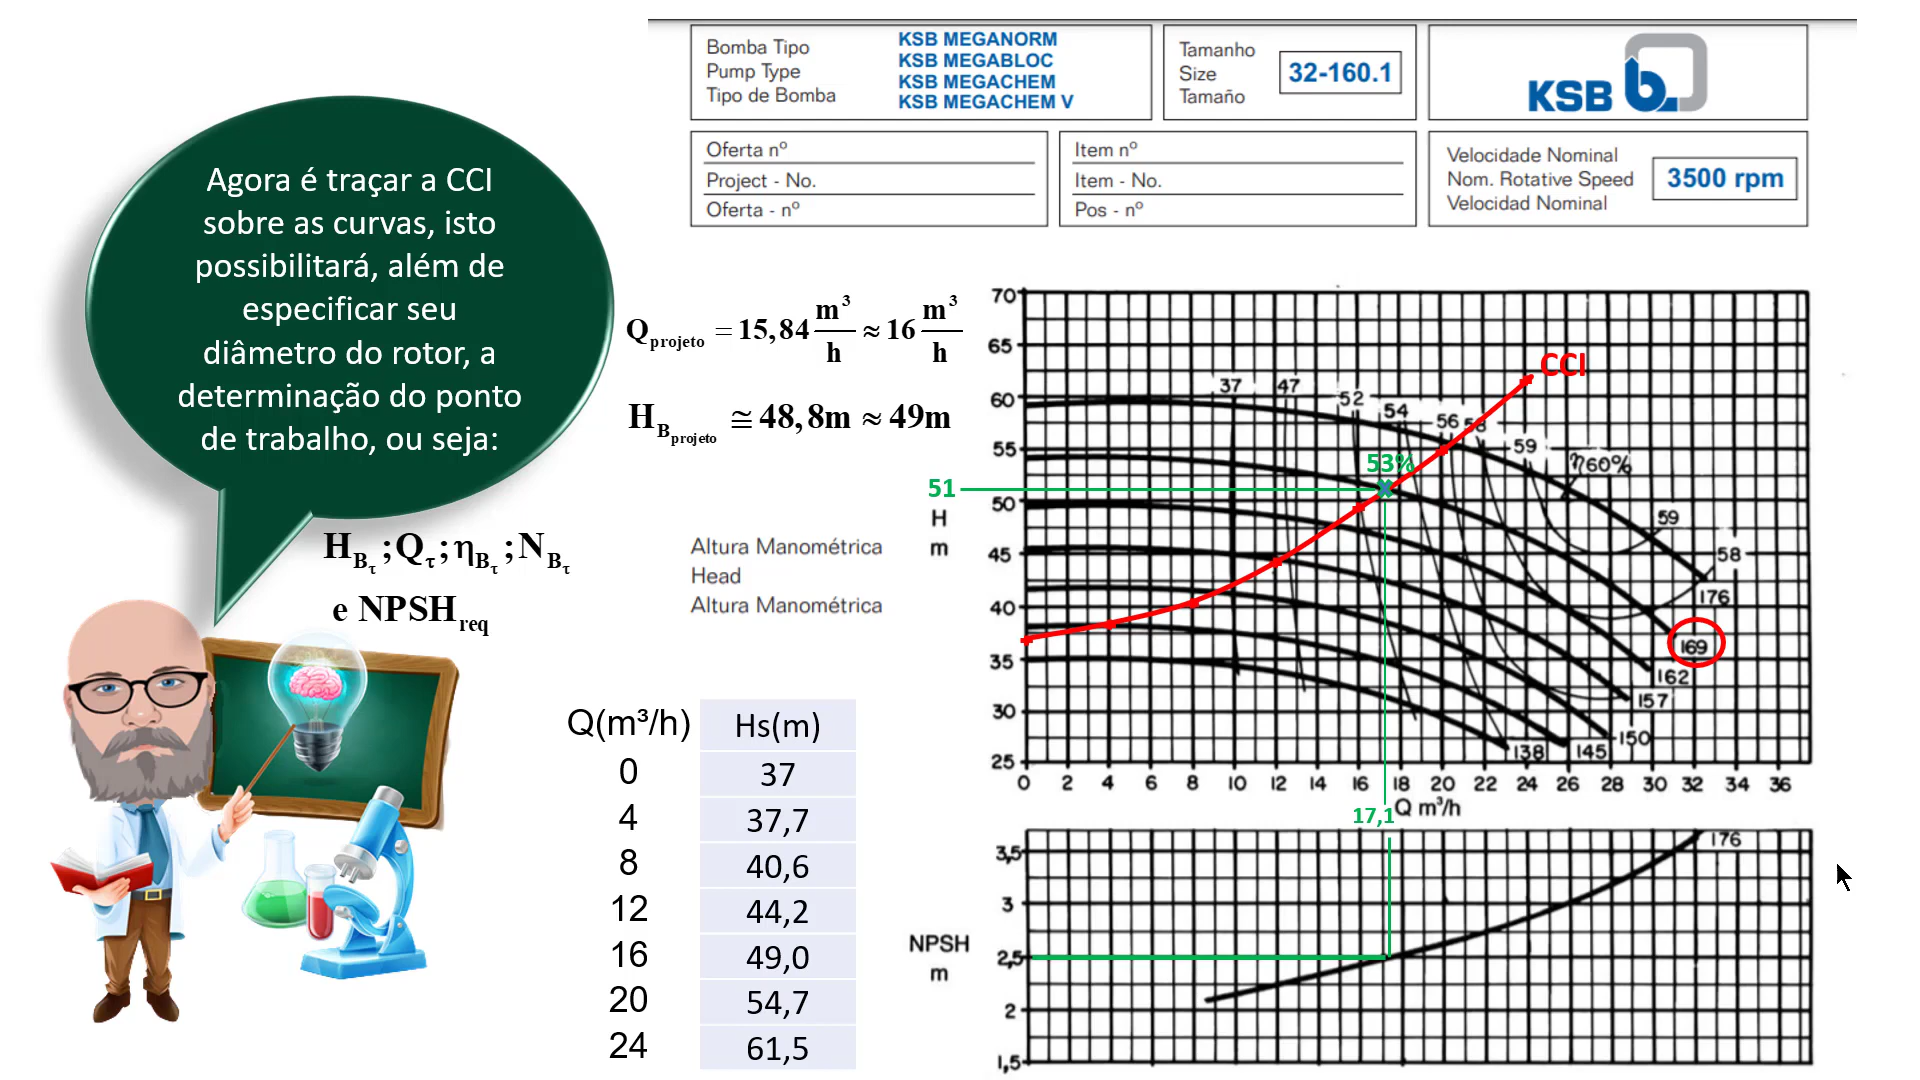 Bomba Tipo
Pump Type
Tipo de Bomba
KSB MEGANORM
KSB MEGABLOC
KSB MEGACHEM
KSB MEGACHEM V
Tamanho
Size
Tamaño
32-160.1
KSB
Oferta nº
Project - No.
Oferta - nº
Item nº
Item - No.
Pos - nº
Velocidade Nominal
Nom. Rotative Speed
Velocidad Nominal
3500 rpm
Agora é traçar a CCI
sobre as curvas, isto
possibilitará, além de
especificar seu
diâmetro do rotor, a
determinação do ponto
de trabalho, ou seja:
H_Bτ ; Q_τ ; η_Bτ ; N_Bτ
e NPSH_req
Q_projeto = 15,84 m³/h ≈ 16 m³/h
H_B_projeto ≅ 48,8m ≈ 49m
Altura Manométrica
Head
Altura Manométrica
H
m
70
65
60
55
51
50
45
40
35
30
25
37
47
52
54
56
58
59
η60%
59
58
CCI
53%
176
169
162
157
150
145
138
0 2 4 6 8 10 12 14 16 18 20 22 24 26 28 30 32 34 36
Q m³/h
17,1
NPSH
m
3,5
3
2,5
2
1,5
176
Q(m³/h) Hs(m)
0 37
4 37,7
8 40,6
12 44,2
16 49,0
20 54,7
24 61,5